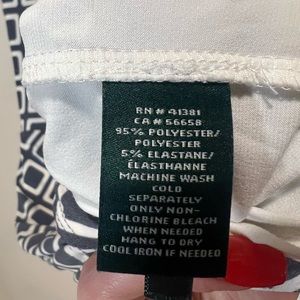 RN # 41381
CA # 56658
95% POLYESTER/
POLYESTER
5% ELASTANE/
ÉLASTHANNE
MACHINE WASH
COLD
SEPARATELY
ONLY NON-
CHLORINE BLEACH
WHEN NEEDED
HANG TO DRY
COOL IRON IF NEEDED